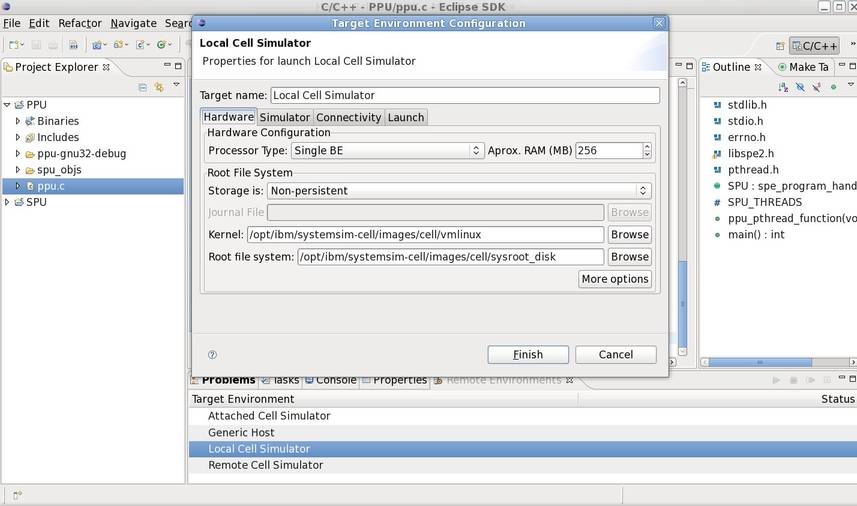 C/C++ - PPU/ppu.c - Eclipse SDK
File Edit Refactor Navigate
Target Environment Configuration
Local Cell Simulator
Properties for launch Local Cell Simulator
Target name: Local Cell Simulator
Hardware Simulator Connectivity Launch
Hardware Configuration
Processor Type: Single BE Aprox. RAM (MB) 256
Root File System
Storage is: Non-persistent
Journal File Browse
Kernel: /opt/ibm/systemsim-cell/images/cell/vmlinux Browse
Root file system: /opt/ibm/systemsim-cell/images/cell/sysroot_disk Browse
More options
Finish Cancel
Project Explorer
PPU
Binaries
Includes
ppu-gnu32-debug
spu_objs
ppu.c
SPU
C/C++
Outline Make Ta
stdlib.h
stdio.h
errno.h
libspe2.h
pthread.h
SPU : spe_program_hand
SPU_THREADS
ppu_pthread_function(vo
main() : int
Problems Tasks Console Properties Remote Environments
Target Environment Status
Attached Cell Simulator
Generic Host
Local Cell Simulator
Remote Cell Simulator